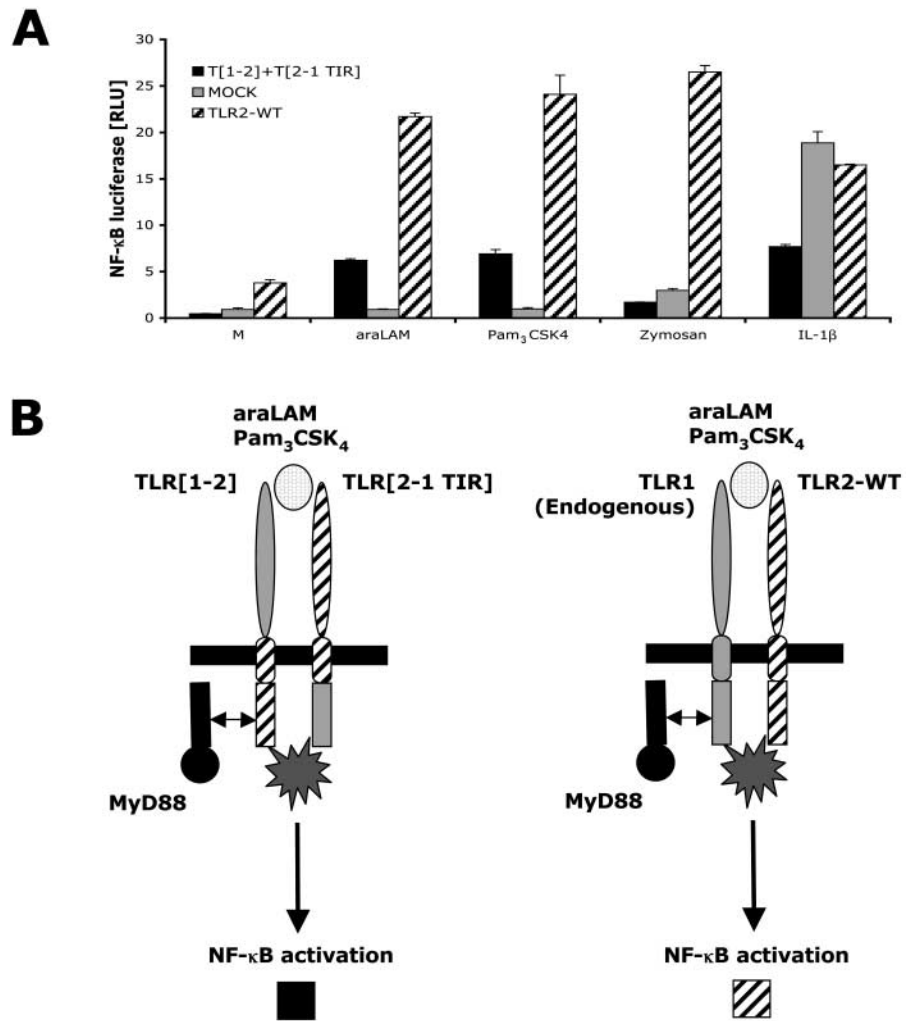 A
NF-κB luciferase [RLU]
30
25
20
15
10
5
0
T[1-2]+T[2-1 TIR]
MOCK
TLR2-WT
M
araLAM
Pam3CSK4
Zymosan
IL-1β
B
araLAM
Pam3CSK4
TLR[1-2]
TLR[2-1 TIR]
MyD88
NF-κB activation
araLAM
Pam3CSK4
TLR1
(Endogenous)
TLR2-WT
MyD88
NF-κB activation